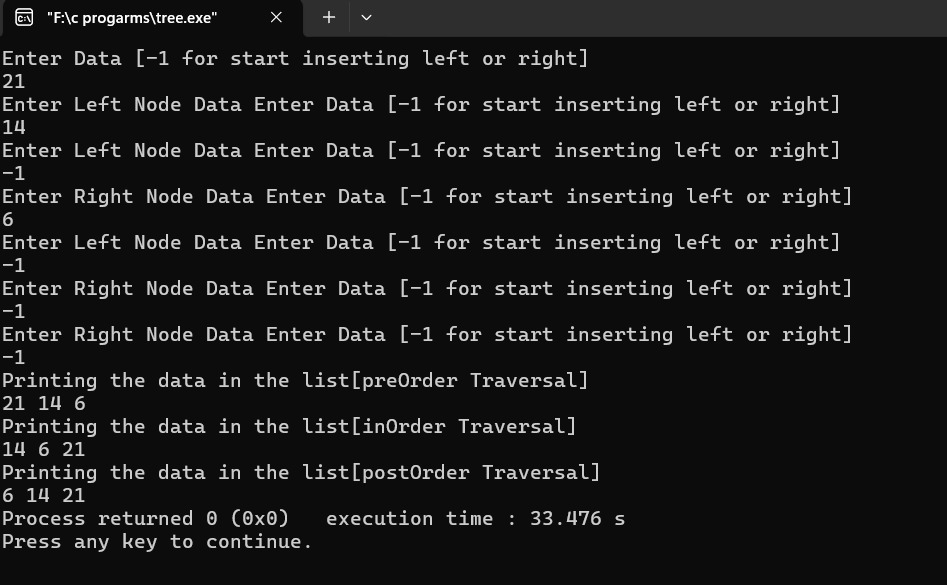 "F:\c progarms\tree.exe"
Enter Data [-1 for start inserting left or right]
21
Enter Left Node Data Enter Data [-1 for start inserting left or right]
14
Enter Left Node Data Enter Data [-1 for start inserting left or right]
-1
Enter Right Node Data Enter Data [-1 for start inserting left or right]
6
Enter Left Node Data Enter Data [-1 for start inserting left or right]
-1
Enter Right Node Data Enter Data [-1 for start inserting left or right]
-1
Enter Right Node Data Enter Data [-1 for start inserting left or right]
-1
Printing the data in the list[preOrder Traversal]
21 14 6
Printing the data in the list[inOrder Traversal]
14 6 21
Printing the data in the list[postOrder Traversal]
6 14 21
Process returned 0 (0x0)   execution time : 33.476 s
Press any key to continue.